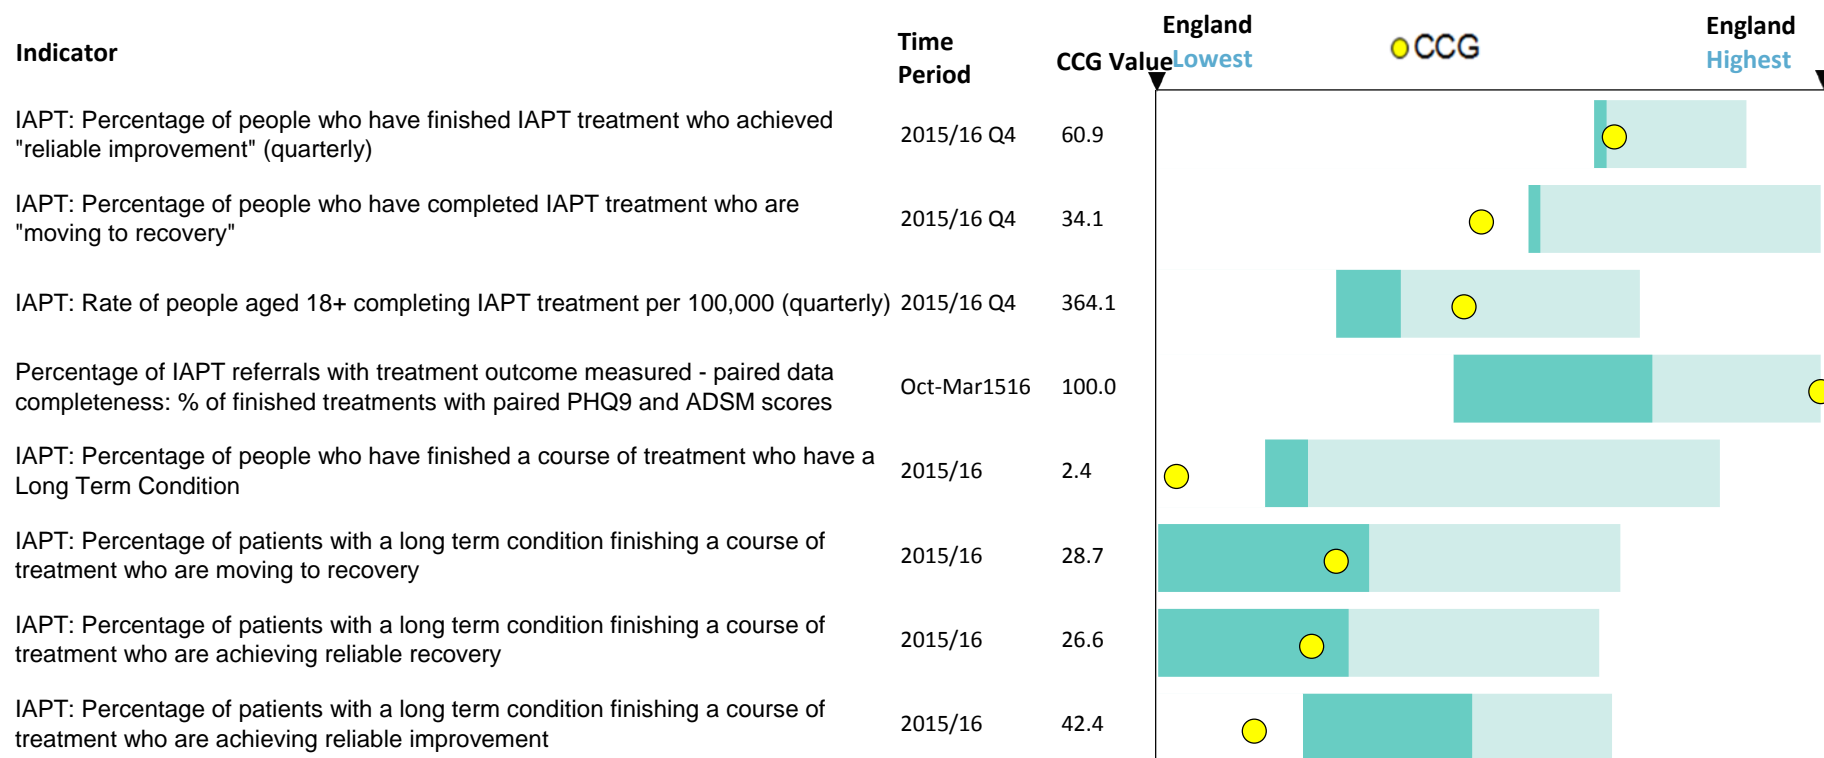 Indicator
Time
Period
CCG Value
England
Lowest
CCG
England
Highest
IAPT: Percentage of people who have finished IAPT treatment who achieved
"reliable improvement" (quarterly)
2015/16 Q4
60.9
IAPT: Percentage of people who have completed IAPT treatment who are
"moving to recovery"
2015/16 Q4
34.1
IAPT: Rate of people aged 18+ completing IAPT treatment per 100,000 (quarterly)
2015/16 Q4
364.1
Percentage of IAPT referrals with treatment outcome measured - paired data
completeness: % of finished treatments with paired PHQ9 and ADSM scores
Oct-Mar1516
100.0
IAPT: Percentage of people who have finished a course of treatment who have a
Long Term Condition
2015/16
2.4
IAPT: Percentage of patients with a long term condition finishing a course of
treatment who are moving to recovery
2015/16
28.7
IAPT: Percentage of patients with a long term condition finishing a course of
treatment who are achieving reliable recovery
2015/16
26.6
IAPT: Percentage of patients with a long term condition finishing a course of
treatment who are achieving reliable improvement
2015/16
42.4